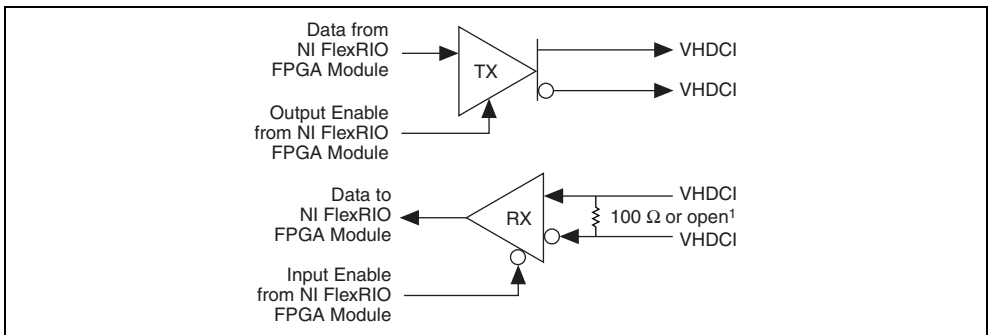 Data from
NI FlexRIO
FPGA Module
TX
VHDCI
VHDCI
Output Enable
from NI FlexRIO
FPGA Module
Data to
NI FlexRIO
FPGA Module
RX
VHDCI
100 Ω or open¹
VHDCI
Input Enable
from NI FlexRIO
FPGA Module